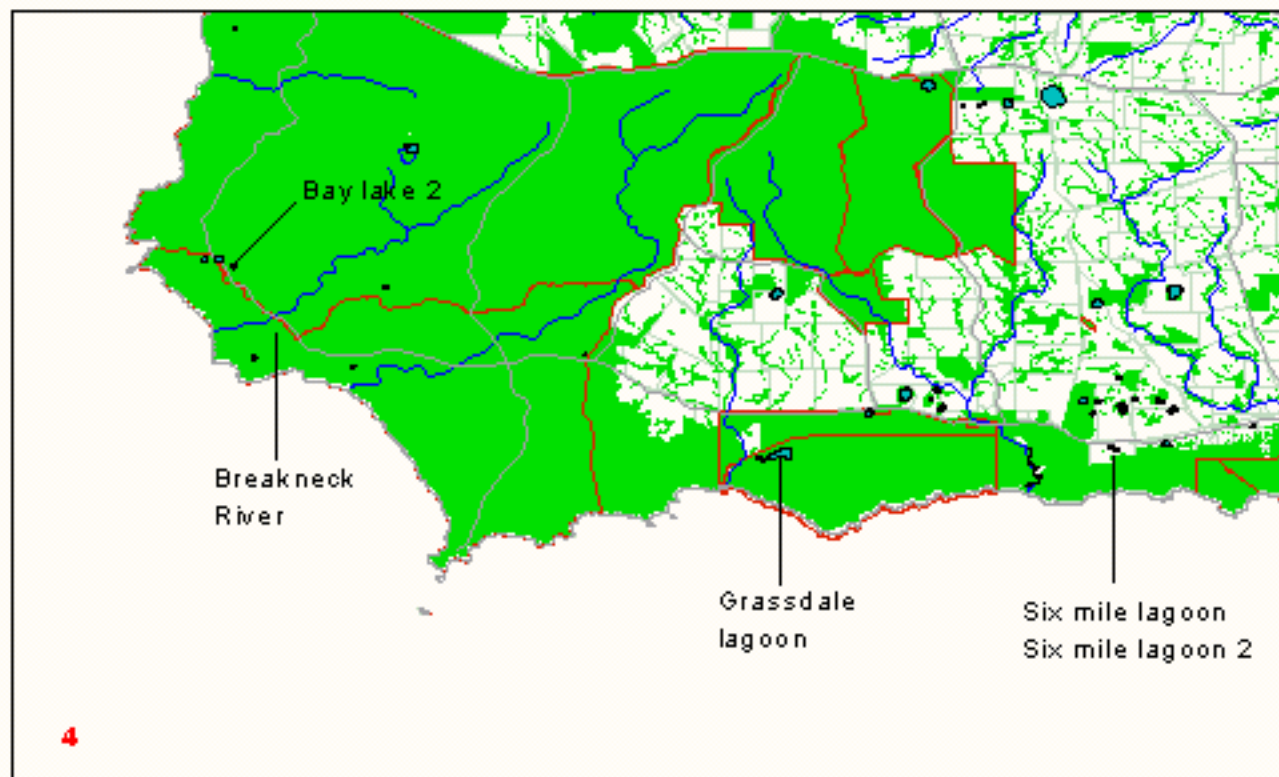 Bay lake 2
Breakneck
River
Grassdale
lagoon
Six mile lagoon
Six mile lagoon 2
4